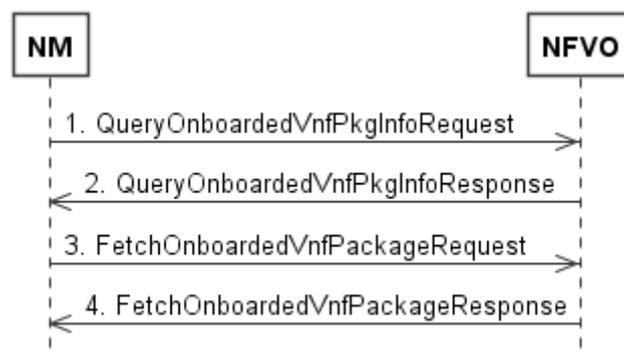 NM
NFVO
1. QueryOnboardedVnfPkgInfoRequest
2. QueryOnboardedVnfPkgInfoResponse
3. FetchOnboardedVnfPackageRequest
4. FetchOnboardedVnfPackageResponse